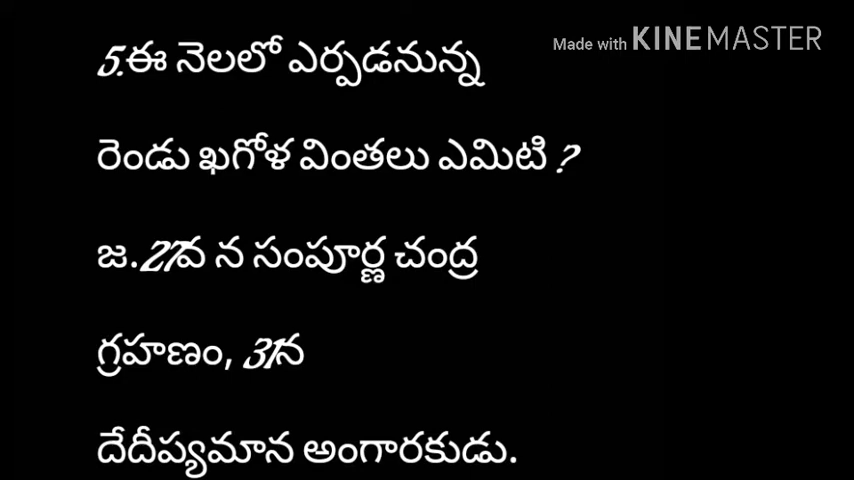 Made with KINEMASTER
5.ఈ నెలలో ఎర్పడనున్న
రెండు ఖగోళ వింతలు ఎమిటి ?
జ.27వ న సంపూర్ణ చంద్ర
గ్రహణం, 31న
దేదీప్యమాన అంగారకుడు.